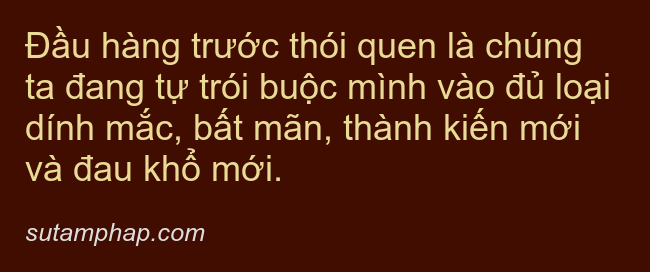 Đầu hàng trước thói quen là chúng
ta đang tự trói buộc mình vào đủ loại
dính mắc, bất mãn, thành kiến mới
và đau khổ mới.
sutamphap.com